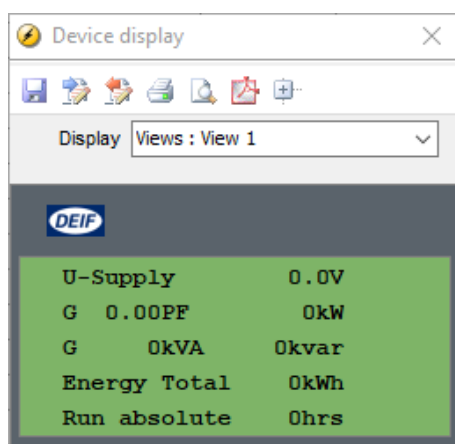 Device display
Display Views : View 1
DEIF
U-Supply 0.0V
G 0.00PF 0kW
G 0kVA 0kvar
Energy Total 0kWh
Run absolute 0hrs